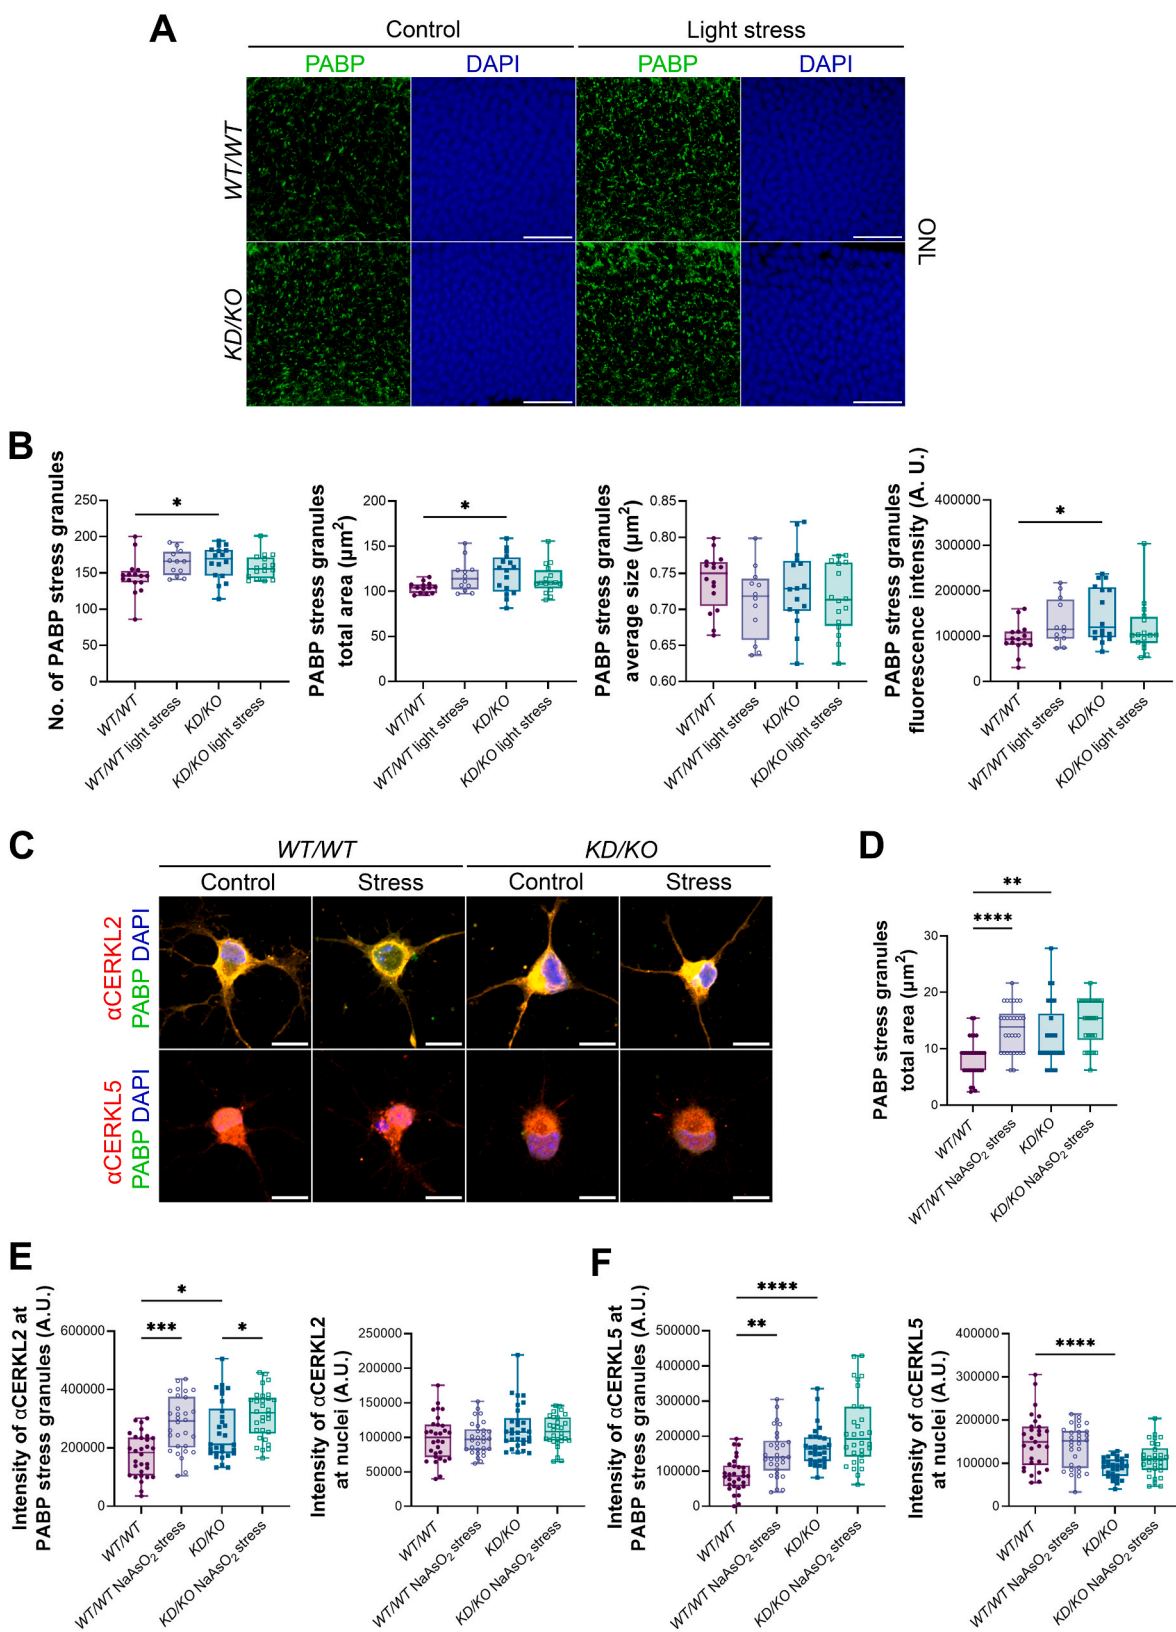 A
Control
Light stress
PABP
DAPI
PABP
DAPI
WT/WT
KD/KO
ONL
B
No. of PABP stress granules
250
200
150
100
50
0
*
WT/WT
WT/WT light stress
KD/KO
KD/KO light stress
PABP stress granules
total area (μm²)
200
150
100
50
0
*
WT/WT
WT/WT light stress
KD/KO
KD/KO light stress
PABP stress granules
average size (μm²)
0.85
0.80
0.75
0.70
0.65
0.60
WT/WT
WT/WT light stress
KD/KO
KD/KO light stress
PABP stress granules
fluorescence intensity (A. U.)
400000
300000
200000
100000
0
*
WT/WT
WT/WT light stress
KD/KO
KD/KO light stress
C
WT/WT
KD/KO
Control
Stress
Control
Stress
αCERKL2
PABP DAPI
αCERKL5
PABP DAPI
D
PABP stress granules
total area (μm²)
30
20
10
0
**
****
WT/WT
WT/WT NaAsO₂ stress
KD/KO
KD/KO NaAsO₂ stress
E
Intensity of αCERKL2 at
PABP stress granules (A.U.)
600000
400000
200000
0
*
***
*
WT/WT
WT/WT NaAsO₂ stress
KD/KO
KD/KO NaAsO₂ stress
Intensity of αCERKL2
at nuclei (A.U.)
250000
200000
150000
100000
50000
0
WT/WT
WT/WT NaAsO₂ stress
KD/KO
KD/KO NaAsO₂ stress
F
Intensity of αCERKL5 at
PABP stress granules (A.U.)
500000
400000
300000
200000
100000
0
****
**
WT/WT
WT/WT NaAsO₂ stress
KD/KO
KD/KO NaAsO₂ stress
Intensity of αCERKL5
at nuclei (A.U.)
400000
300000
200000
100000
0
****
WT/WT
WT/WT NaAsO₂ stress
KD/KO
KD/KO NaAsO₂ stress